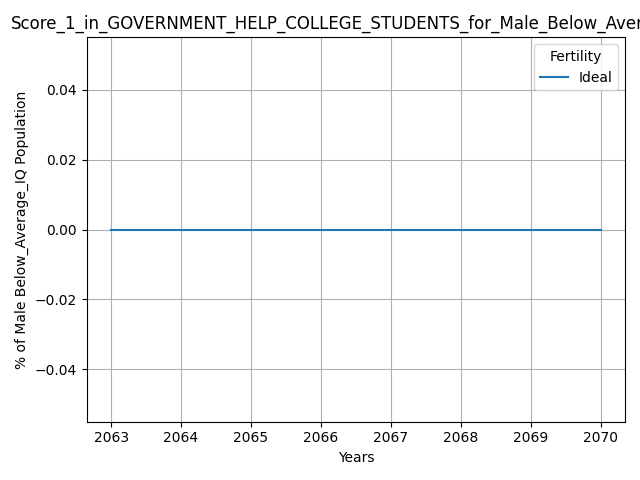 Score_1_in_GOVERNMENT_HELP_COLLEGE_STUDENTS_for_Male_Below_Aver
Fertility
Ideal
% of Male Below_Average_IQ Population
0.04
0.02
0.00
−0.02
−0.04
2063 2064 2065 2066 2067 2068 2069 2070
Years